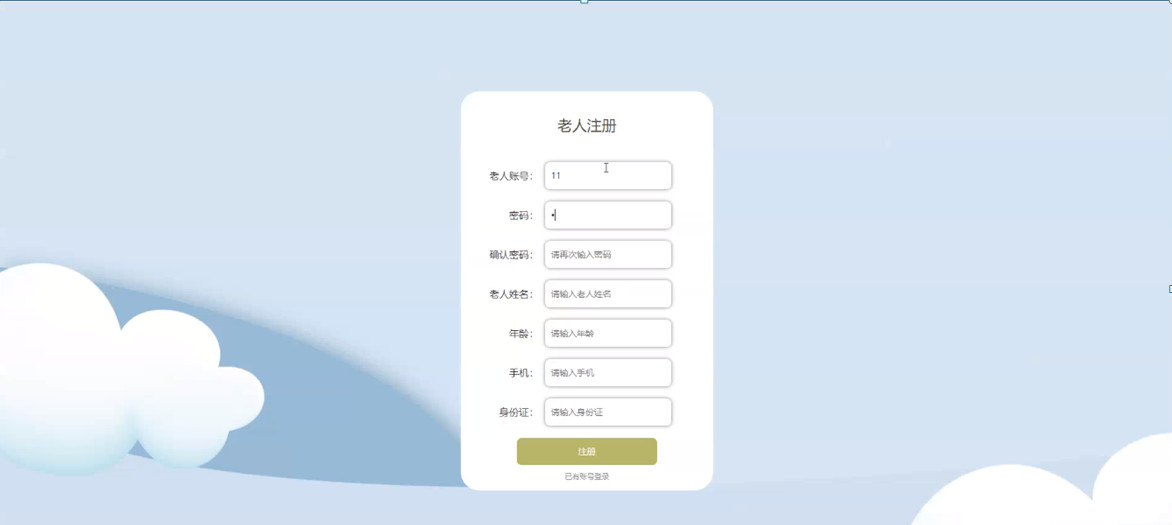 老人注册
老人账号： 11
密码： •
确认密码： 请再次输入密码
老人姓名： 请输入老人姓名
年龄： 请输入年龄
手机： 请输入手机
身份证： 请输入身份证
注册
已有账号登录